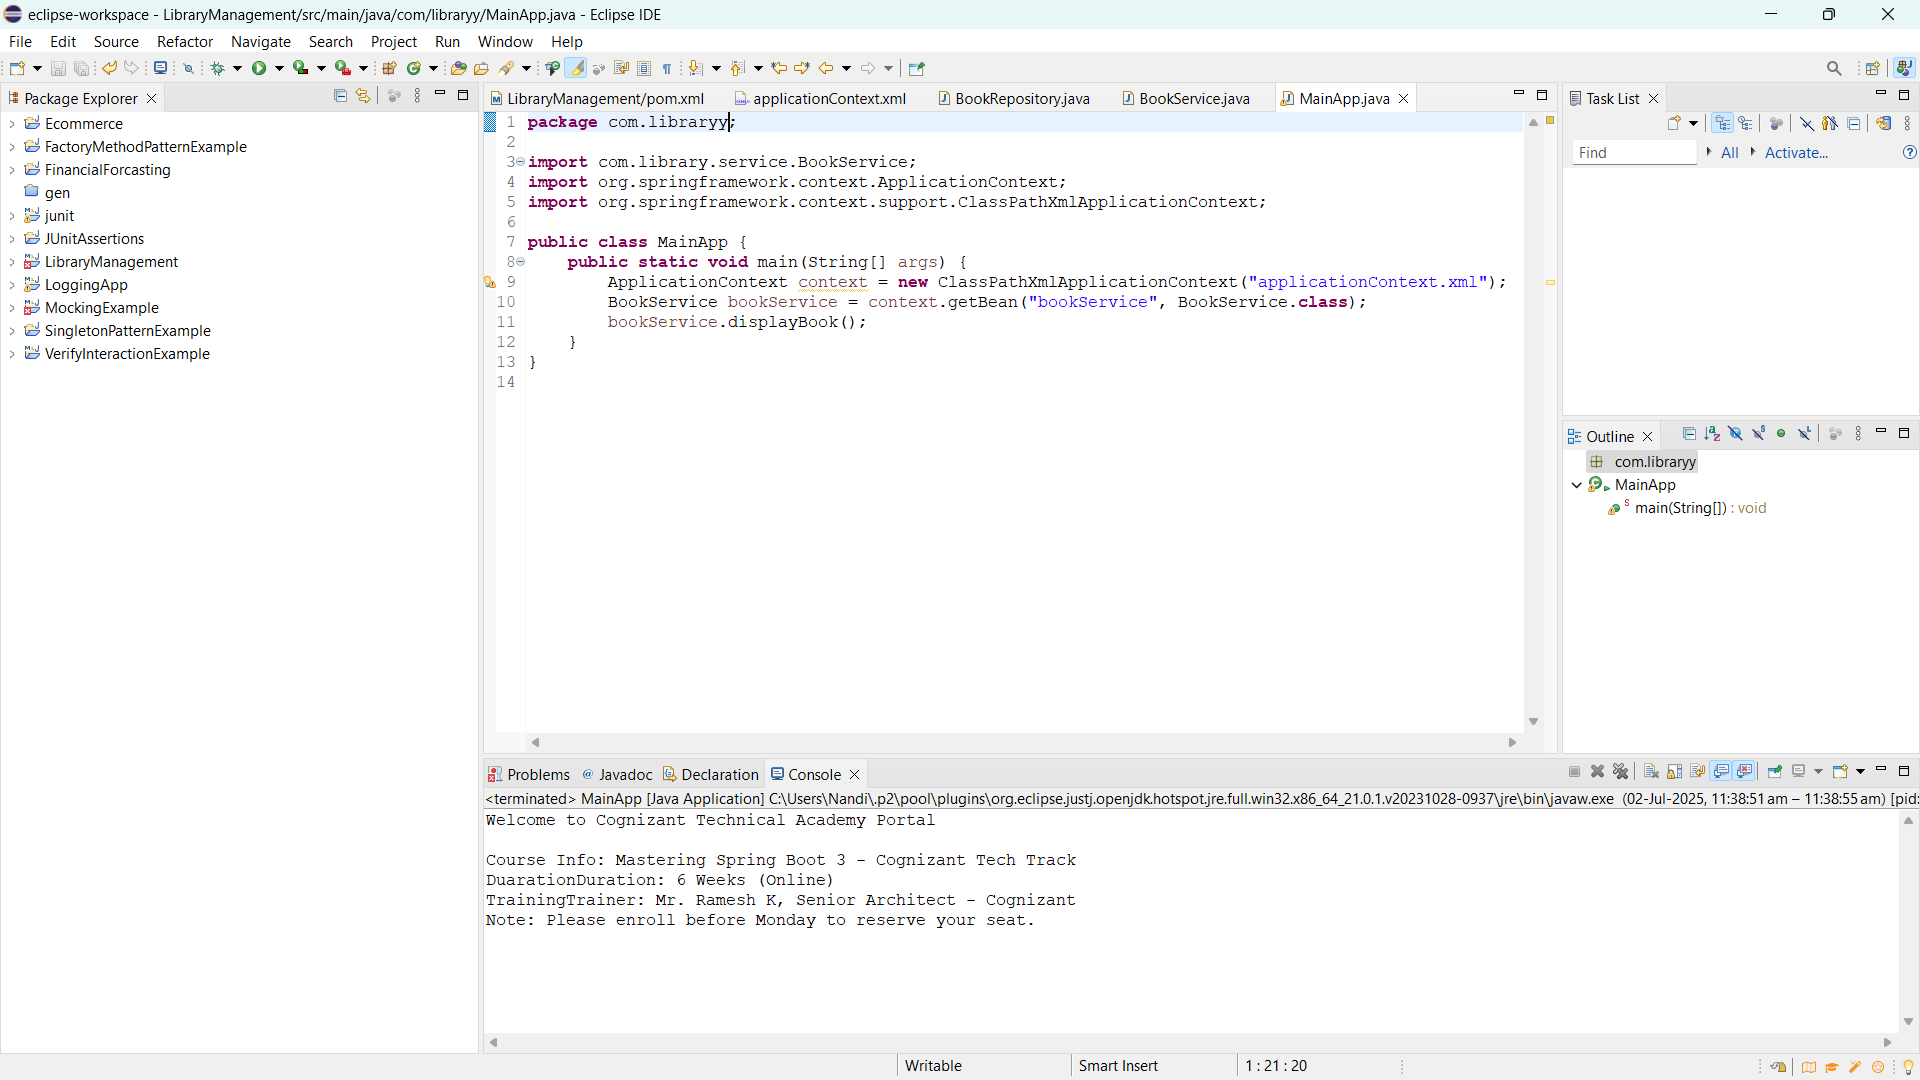 eclipse-workspace - LibraryManagement/src/main/java/com/libraryy/MainApp.java - Eclipse IDE
File Edit Source Refactor Navigate Search Project Run Window Help
Package Explorer
Ecommerce
FactoryMethodPatternExample
FinancialForcasting
gen
junit
JUnitAssertions
LibraryManagement
LoggingApp
MockingExample
SingletonPatternExample
VerifyInteractionExample
LibraryManagement/pom.xml applicationContext.xml BookRepository.java BookService.java MainApp.java
1 package com.libraryy;
2
3 import com.library.service.BookService;
4 import org.springframework.context.ApplicationContext;
5 import org.springframework.context.support.ClassPathXmlApplicationContext;
6
7 public class MainApp {
8 public static void main(String[] args) {
9 ApplicationContext context = new ClassPathXmlApplicationContext("applicationContext.xml");
10 BookService bookService = context.getBean("bookService", BookService.class);
11 bookService.displayBook();
12 }
13 }
14
Task List
Find All Activate...
Outline
com.libraryy
MainApp
main(String[]) : void
Problems Javadoc Declaration Console
<terminated> MainApp [Java Application] C:\Users\Nandi\.p2\pool\plugins\org.eclipse.justj.openjdk.hotspot.jre.full.win32.x86_64_21.0.1.v20231028-0937\jre\bin\javaw.exe (02-Jul-2025, 11:38:51 am – 11:38:55 am) [pid:
Welcome to Cognizant Technical Academy Portal
Course Info: Mastering Spring Boot 3 - Cognizant Tech Track
DuarationDuration: 6 Weeks (Online)
TrainingTrainer: Mr. Ramesh K, Senior Architect - Cognizant
Note: Please enroll before Monday to reserve your seat.
Writable Smart Insert 1 : 21 : 20